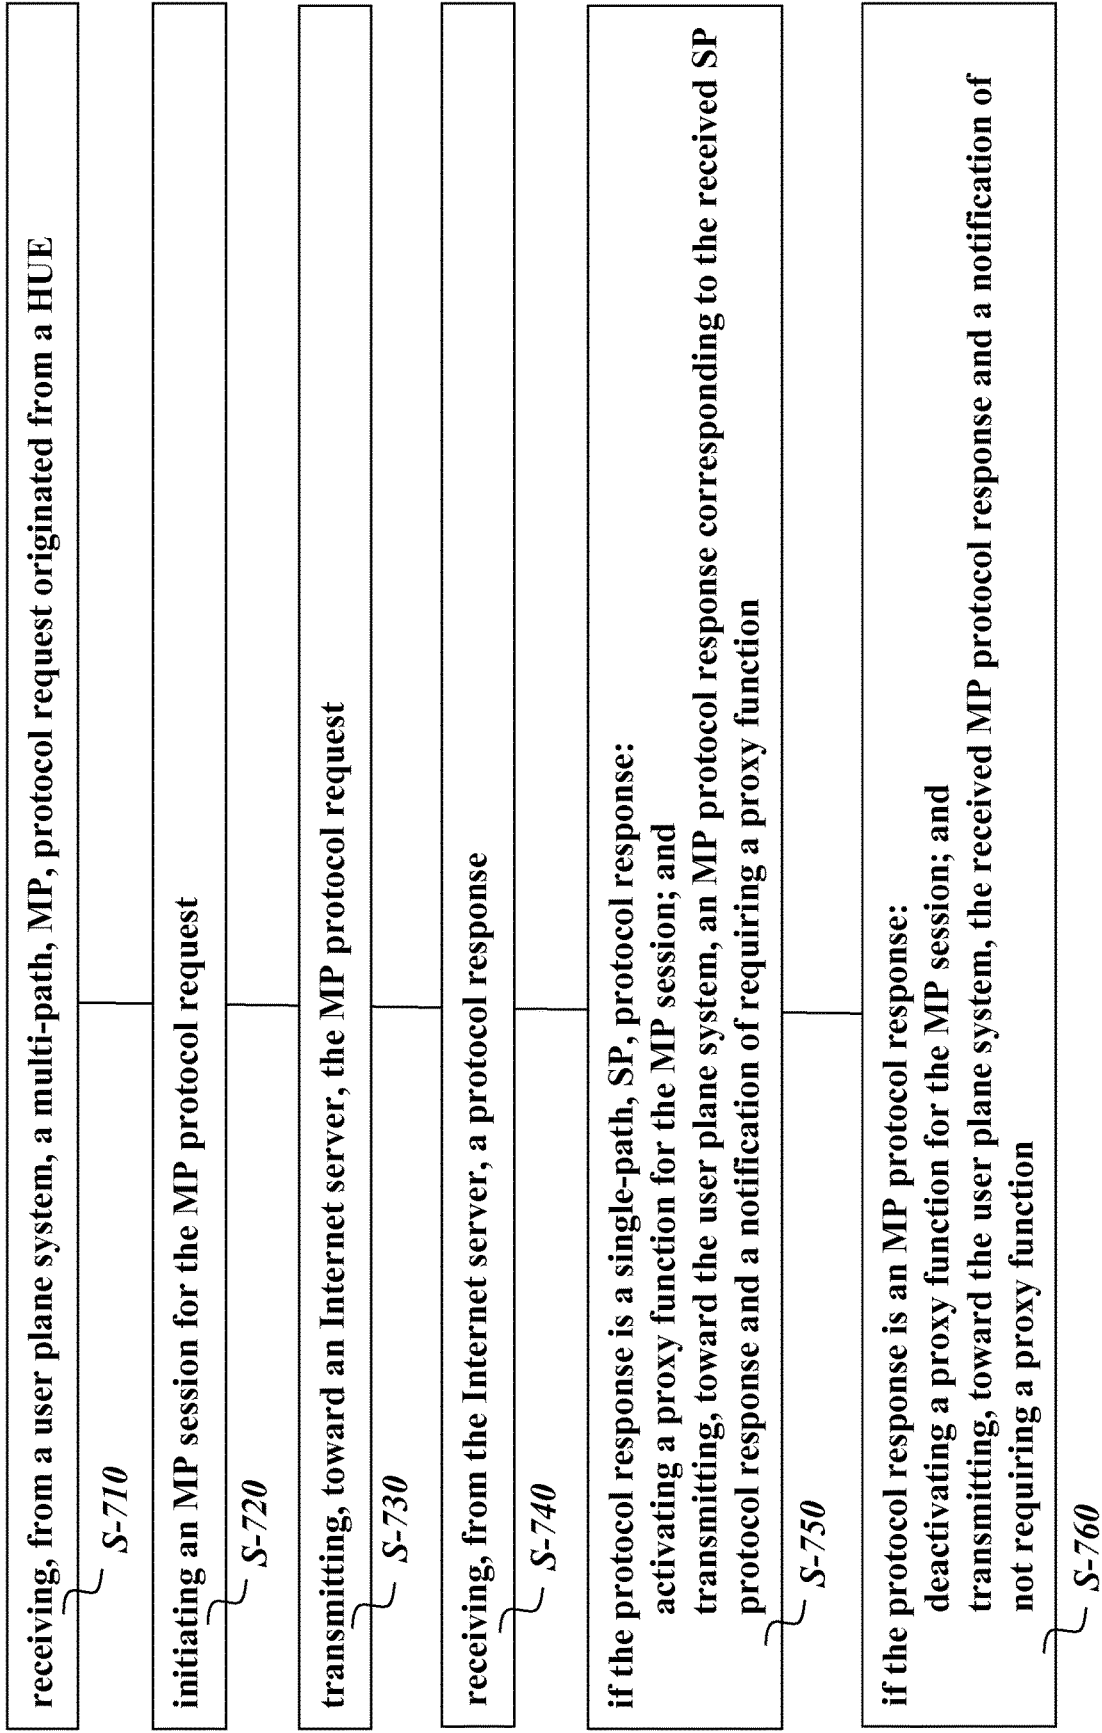 receiving, from a user plane system, a multi-path, MP, protocol request originated from a HUE
S-710
initiating an MP session for the MP protocol request
S-720
transmitting, toward an Internet server, the MP protocol request
S-730
receiving, from the Internet server, a protocol response
S-740
if the protocol response is a single-path, SP, protocol response:
activating a proxy function for the MP session; and
transmitting, toward the user plane system, an MP protocol response corresponding to the received SP
protocol response and a notification of requiring a proxy function
S-750
if the protocol response is an MP protocol response:
deactivating a proxy function for the MP session; and
transmitting, toward the user plane system, the received MP protocol response and a notification of
not requiring a proxy function
S-760